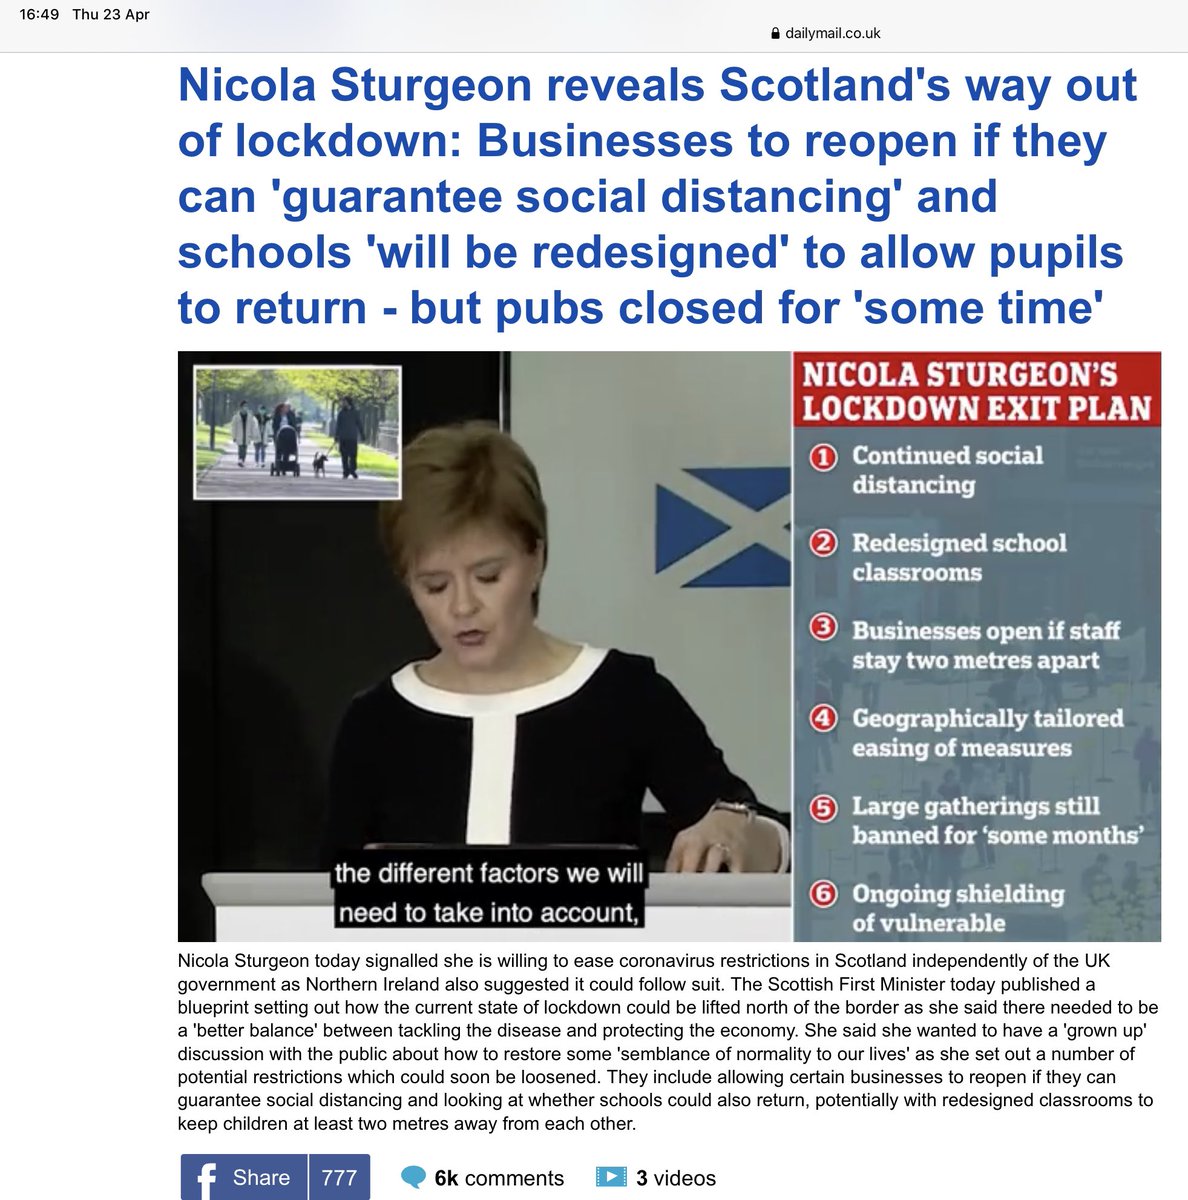 16:49 Thu 23 Apr
dailymail.co.uk
Nicola Sturgeon reveals Scotland's way out
of lockdown: Businesses to reopen if they
can 'guarantee social distancing' and
schools 'will be redesigned' to allow pupils
to return - but pubs closed for 'some time'
NICOLA STURGEON'S
LOCKDOWN EXIT PLAN
1 Continued social
distancing
2 Redesigned school
classrooms
3 Businesses open if staff
stay two metres apart
4 Geographically tailored
easing of measures
5 Large gatherings still
banned for 'some months'
6 Ongoing shielding
of vulnerable
the different factors we will
need to take into account,
Nicola Sturgeon today signalled she is willing to ease coronavirus restrictions in Scotland independently of the UK
government as Northern Ireland also suggested it could follow suit. The Scottish First Minister today published a
blueprint setting out how the current state of lockdown could be lifted north of the border as she said there needed to be
a 'better balance' between tackling the disease and protecting the economy. She said she wanted to have a 'grown up'
discussion with the public about how to restore some 'semblance of normality to our lives' as she set out a number of
potential restrictions which could soon be loosened. They include allowing certain businesses to reopen if they can
guarantee social distancing and looking at whether schools could also return, potentially with redesigned classrooms to
keep children at least two metres away from each other.
f Share 777 6k comments 3 videos